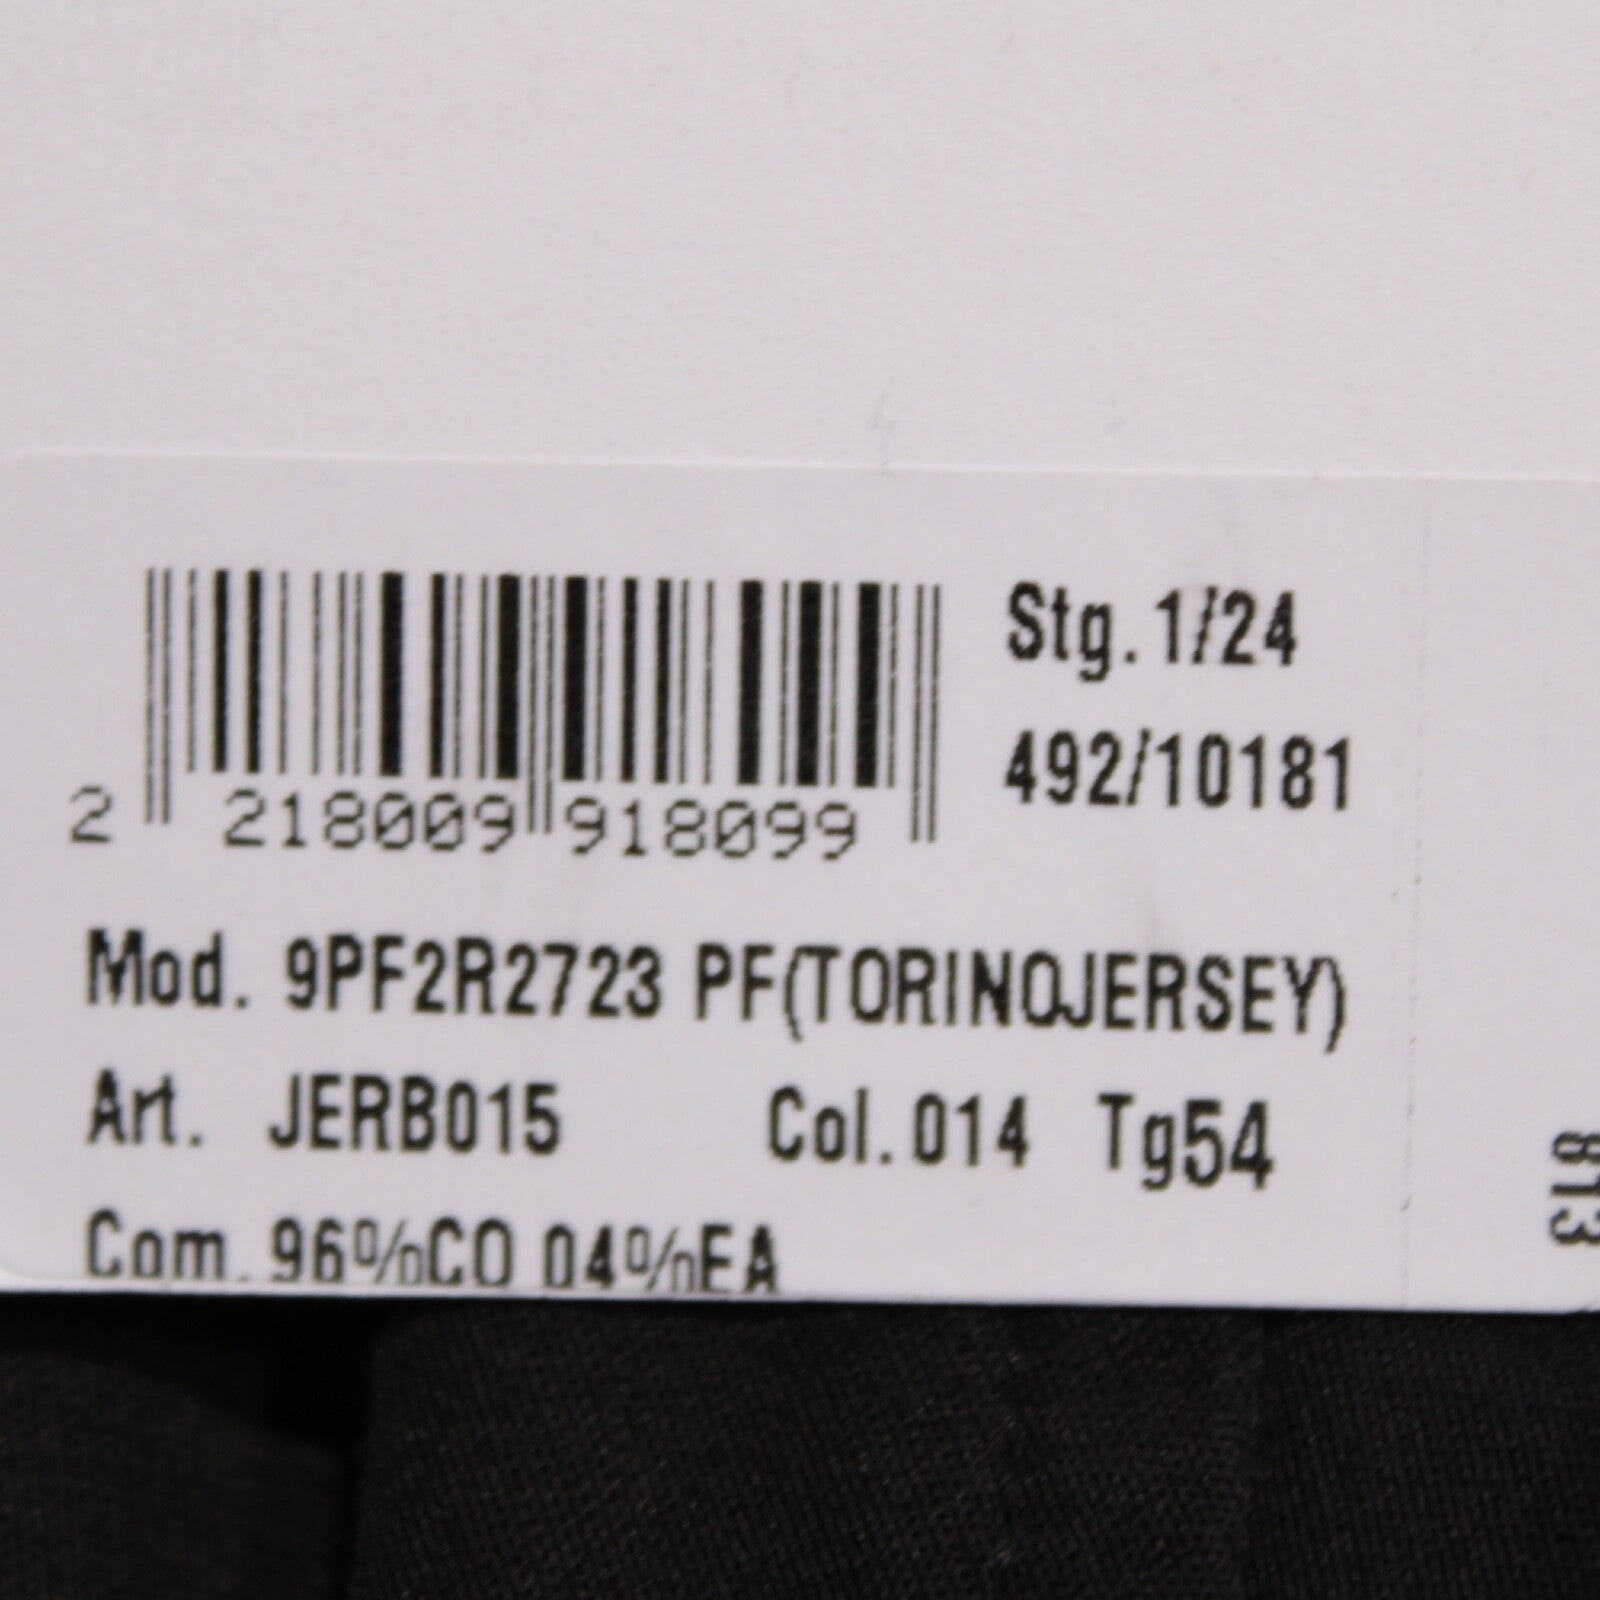 Stg. 1/24
492/10181
2 218009 918099
Mod. 9PF2R2723 PF(TORINOJERSEY)
Art. JERB015 Col. 014 Tg54
Com. 96%CO 04%EA
813